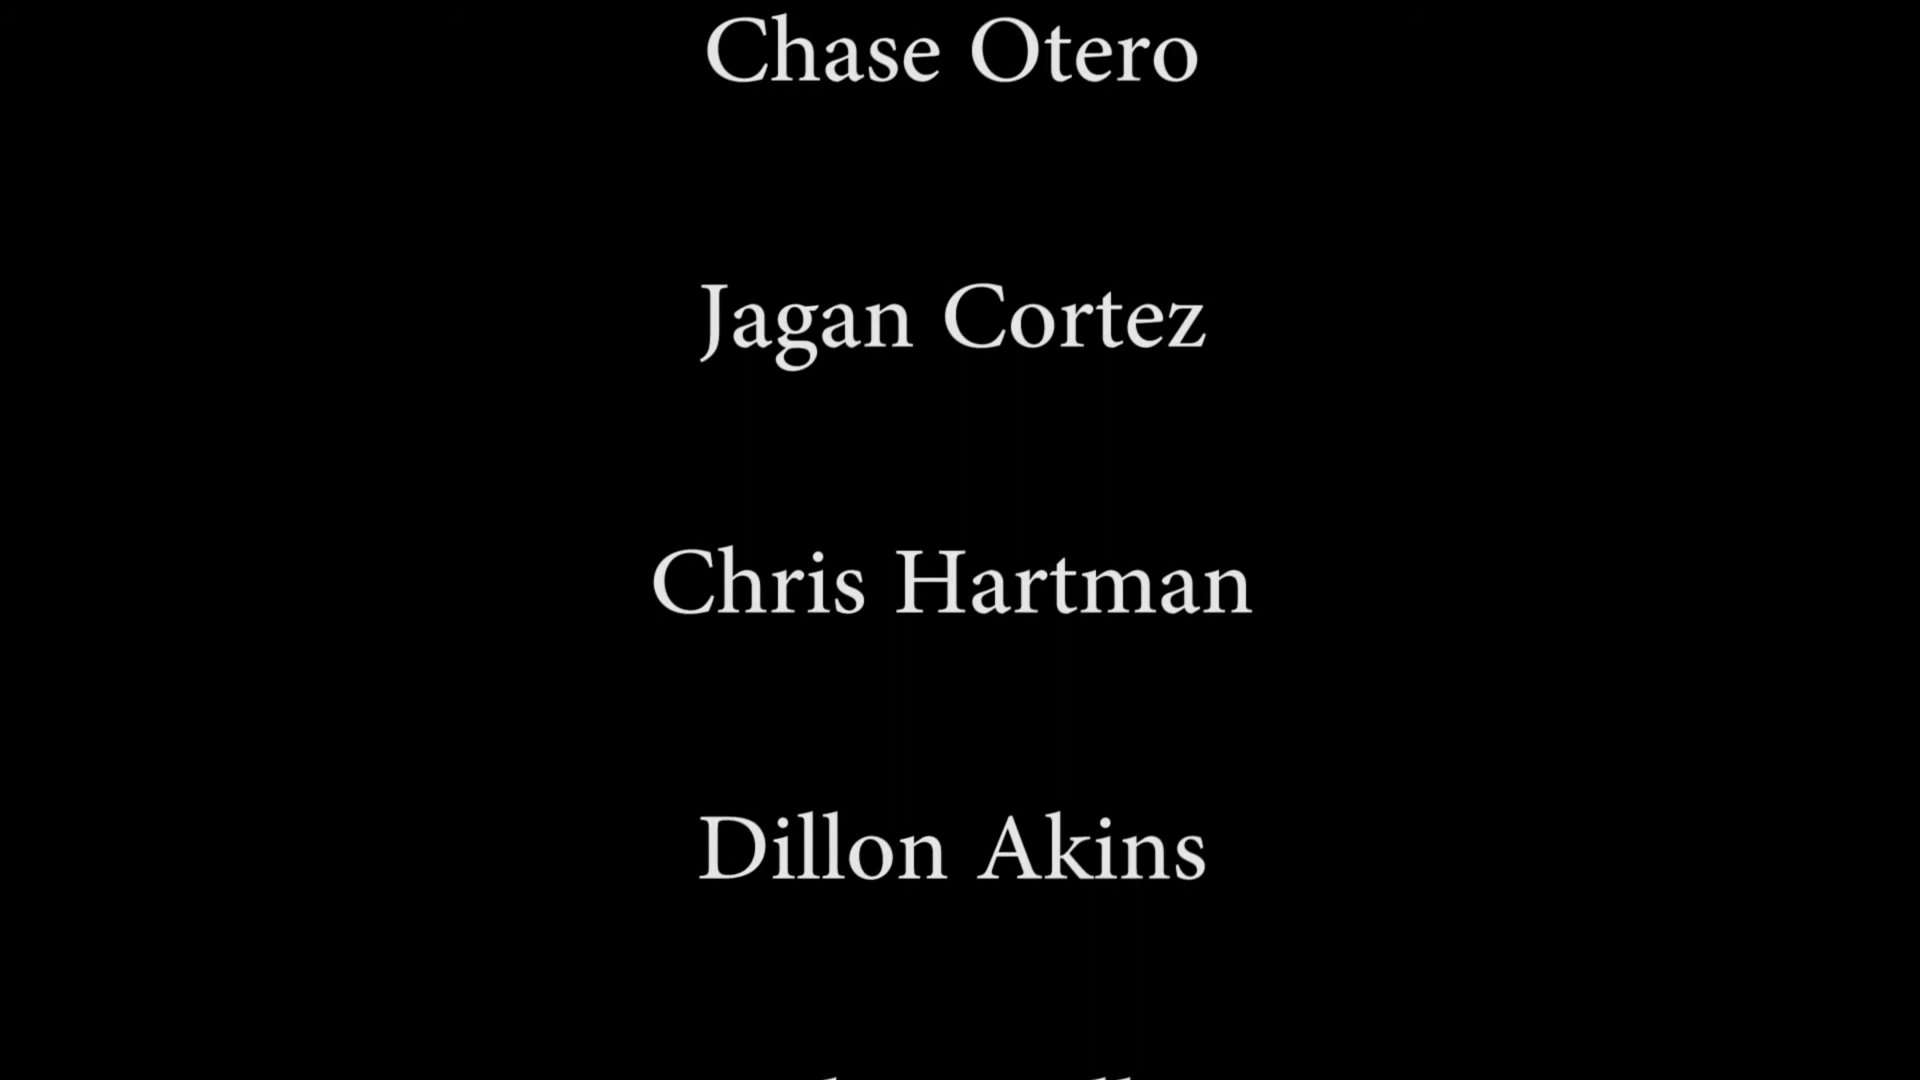 Chase Otero
Jagan Cortez
Chris Hartman
Dillon Akins